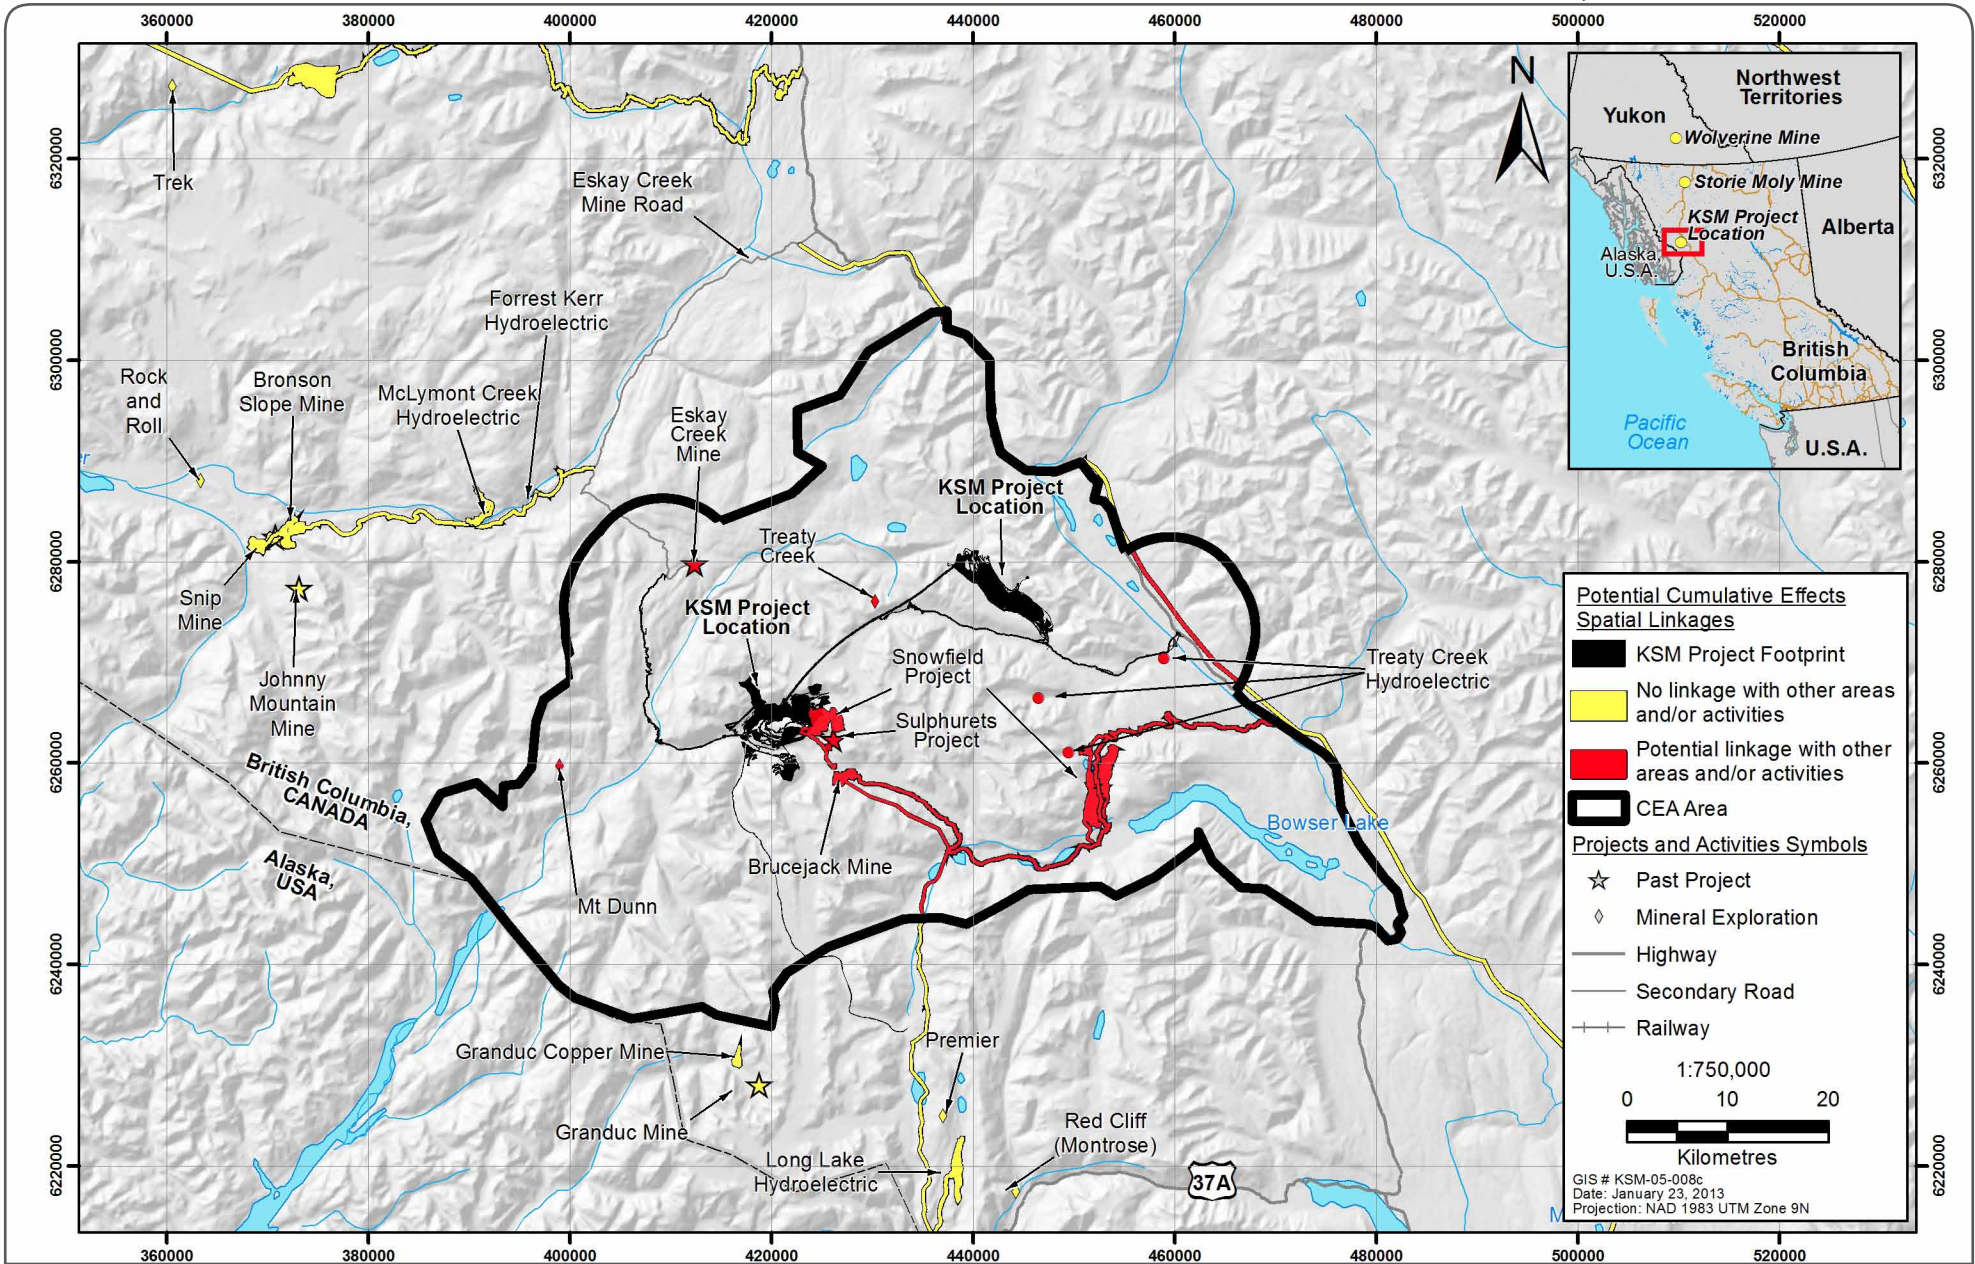 360000
380000
400000
420000
440000
460000
480000
500000
520000
6320000
6300000
6280000
6260000
6240000
6220000
6320000
6300000
6280000
6260000
6240000
6220000
N
Northwest
Territories
Yukon
Wolverine Mine
Storie Moly Mine
KSM Project
Location
Alberta
Alaska,
U.S.A.
British
Columbia
Pacific
Ocean
U.S.A.
Trek
Eskay Creek
Mine Road
Forrest Kerr
Hydroelectric
Rock
and
Roll
Bronson
Slope Mine
McLymont Creek
Hydroelectric
Eskay
Creek
Mine
er
KSM Project
Location
Treaty
Creek
Snip
Mine
KSM Project
Location
Johnny
Mountain
Mine
Snowfield
Project
Treaty Creek
Hydroelectric
Sulphurets
Project
British Columbia,
CANADA
Alaska,
USA
Bowser Lake
Brucejack Mine
Mt Dunn
Granduc Copper Mine
Premier
Granduc Mine
Red Cliff
(Montrose)
Long Lake
Hydroelectric
37A
M
Potential Cumulative Effects
Spatial Linkages
KSM Project Footprint
No linkage with other areas
and/or activities
Potential linkage with other
areas and/or activities
CEA Area
Projects and Activities Symbols
Past Project
Mineral Exploration
Highway
Secondary Road
Railway
1:750,000
0 10 20
Kilometres
GIS # KSM-05-008c
Date: January 23, 2013
Projection: NAD 1983 UTM Zone 9N
360000
380000
400000
420000
440000
460000
480000
500000
520000